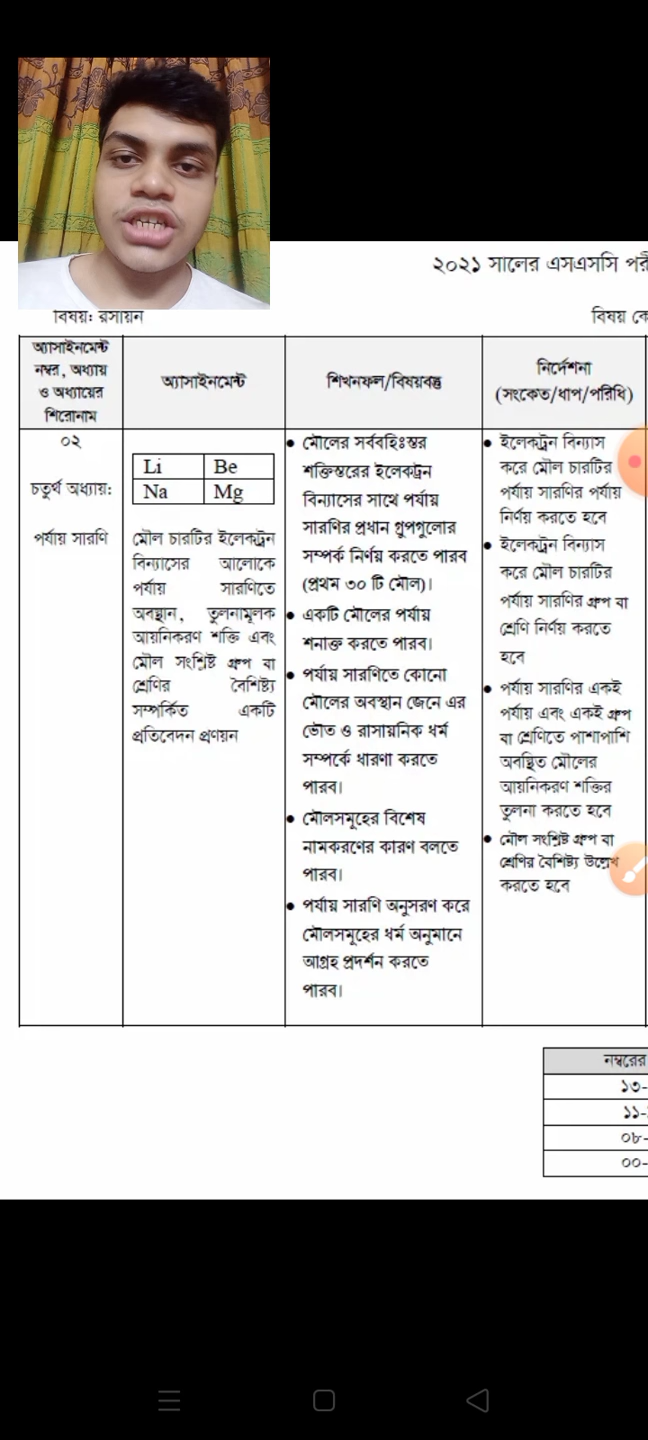 ২০২১ সালের এসএসসি পরী
বিষয়: রসায়ন
বিষয় কো
অ্যাসাইনমেন্ট
নম্বর, অধ্যায়
ও অধ্যায়ের
শিরোনাম
অ্যাসাইনমেন্ট
শিখনফল/বিষয়বস্তু
নির্দেশনা
(সংকেত/ধাপ/পরিধি)
০২
চতুর্থ অধ্যায়:
পর্যায় সারণি
Li Be
Na Mg
মৌল চারটির ইলেকট্রন
বিন্যাসের আলোকে
পর্যায় সারণিতে
অবস্থান, তুলনামূলক
আয়নিকরণ শক্তি এবং
মৌল সংশ্লিষ্ট গ্রুপ বা
শ্রেণির বৈশিষ্ট্য
সম্পর্কিত একটি
প্রতিবেদন প্রণয়ন
● মৌলের সর্ববহিঃস্তর
শক্তিস্তরের ইলেকট্রন
বিন্যাসের সাথে পর্যায়
সারণির প্রধান গ্রুপগুলোর
সম্পর্ক নির্ণয় করতে পারব
(প্রথম ৩০ টি মৌল)।
● একটি মৌলের পর্যায়
শনাক্ত করতে পারব।
● পর্যায় সারণিতে কোনো
মৌলের অবস্থান জেনে এর
ভৌত ও রাসায়নিক ধর্ম
সম্পর্কে ধারণা করতে
পারব।
● মৌলসমূহের বিশেষ
নামকরণের কারণ বলতে
পারব।
● পর্যায় সারণি অনুসরণ করে
মৌলসমূহের ধর্ম অনুমানে
আগ্রহ প্রদর্শন করতে
পারব।
● ইলেকট্রন বিন্যাস
করে মৌল চারটির
পর্যায় সারণির পর্যায়
নির্ণয় করতে হবে
● ইলেকট্রন বিন্যাস
করে মৌল চারটির
পর্যায় সারণির গ্রুপ বা
শ্রেণি নির্ণয় করতে
হবে
● পর্যায় সারণির একই
পর্যায় এবং একই গ্রুপ
বা শ্রেণিতে পাশাপাশি
অবস্থিত মৌলের
আয়নিকরণ শক্তির
তুলনা করতে হবে
● মৌল সংশ্লিষ্ট গ্রুপ বা
শ্রেণির বৈশিষ্ট্য উল্লেখ
করতে হবে
নম্বরের
১৩-
১১-
০৮-
০০-